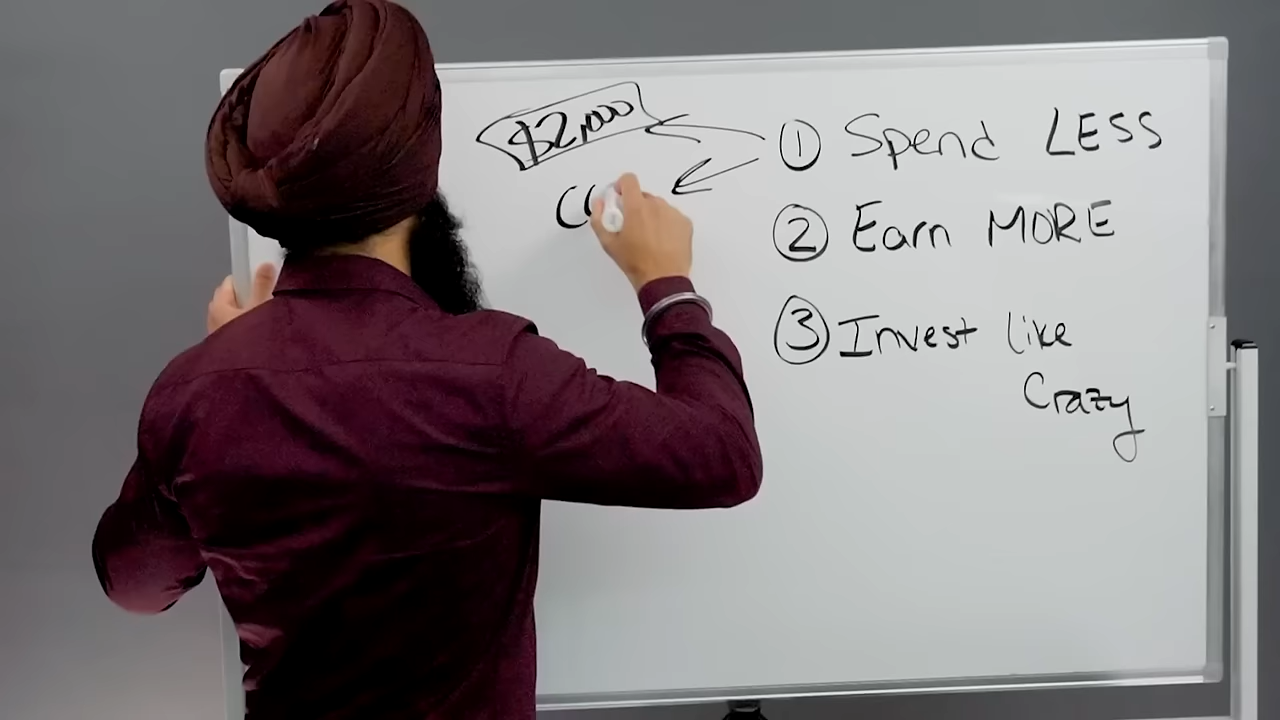 $2,000
① Spend LESS
② Earn MORE
③ Invest like
Crazy